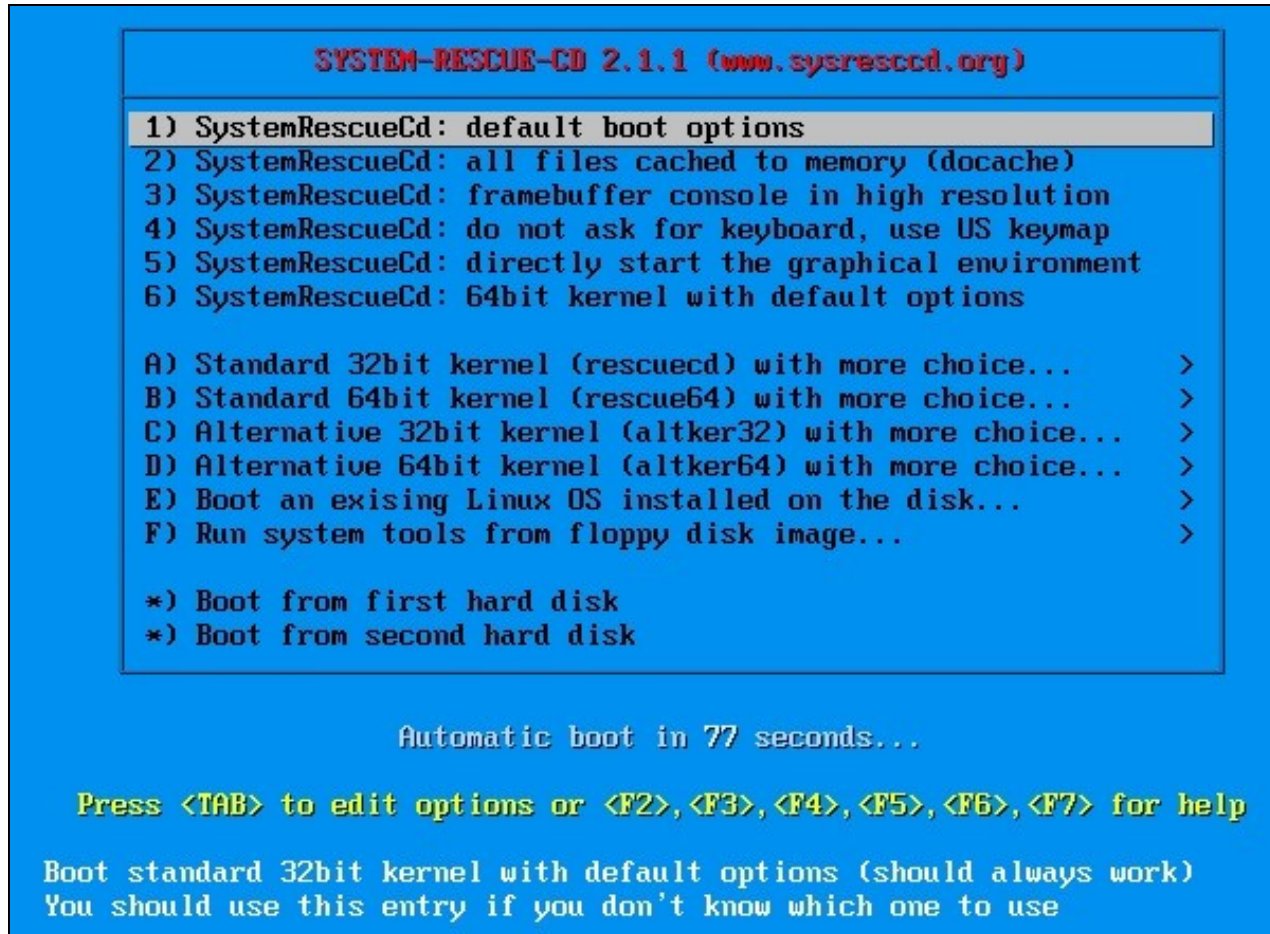 SYSTEM-RESCUE-CD 2.1.1 (www.sysresccd.org)
1) SystemRescueCd: default boot options
2) SystemRescueCd: all files cached to memory (docache)
3) SystemRescueCd: framebuffer console in high resolution
4) SystemRescueCd: do not ask for keyboard, use US keymap
5) SystemRescueCd: directly start the graphical environment
6) SystemRescueCd: 64bit kernel with default options
A) Standard 32bit kernel (rescuecd) with more choice... >
B) Standard 64bit kernel (rescue64) with more choice... >
C) Alternative 32bit kernel (altker32) with more choice... >
D) Alternative 64bit kernel (altker64) with more choice... >
E) Boot an exising Linux OS installed on the disk... >
F) Run system tools from floppy disk image... >
*) Boot from first hard disk
*) Boot from second hard disk
Automatic boot in 77 seconds...
Press <TAB> to edit options or <F2>,<F3>,<F4>,<F5>,<F6>,<F7> for help
Boot standard 32bit kernel with default options (should always work)
You should use this entry if you don't know which one to use